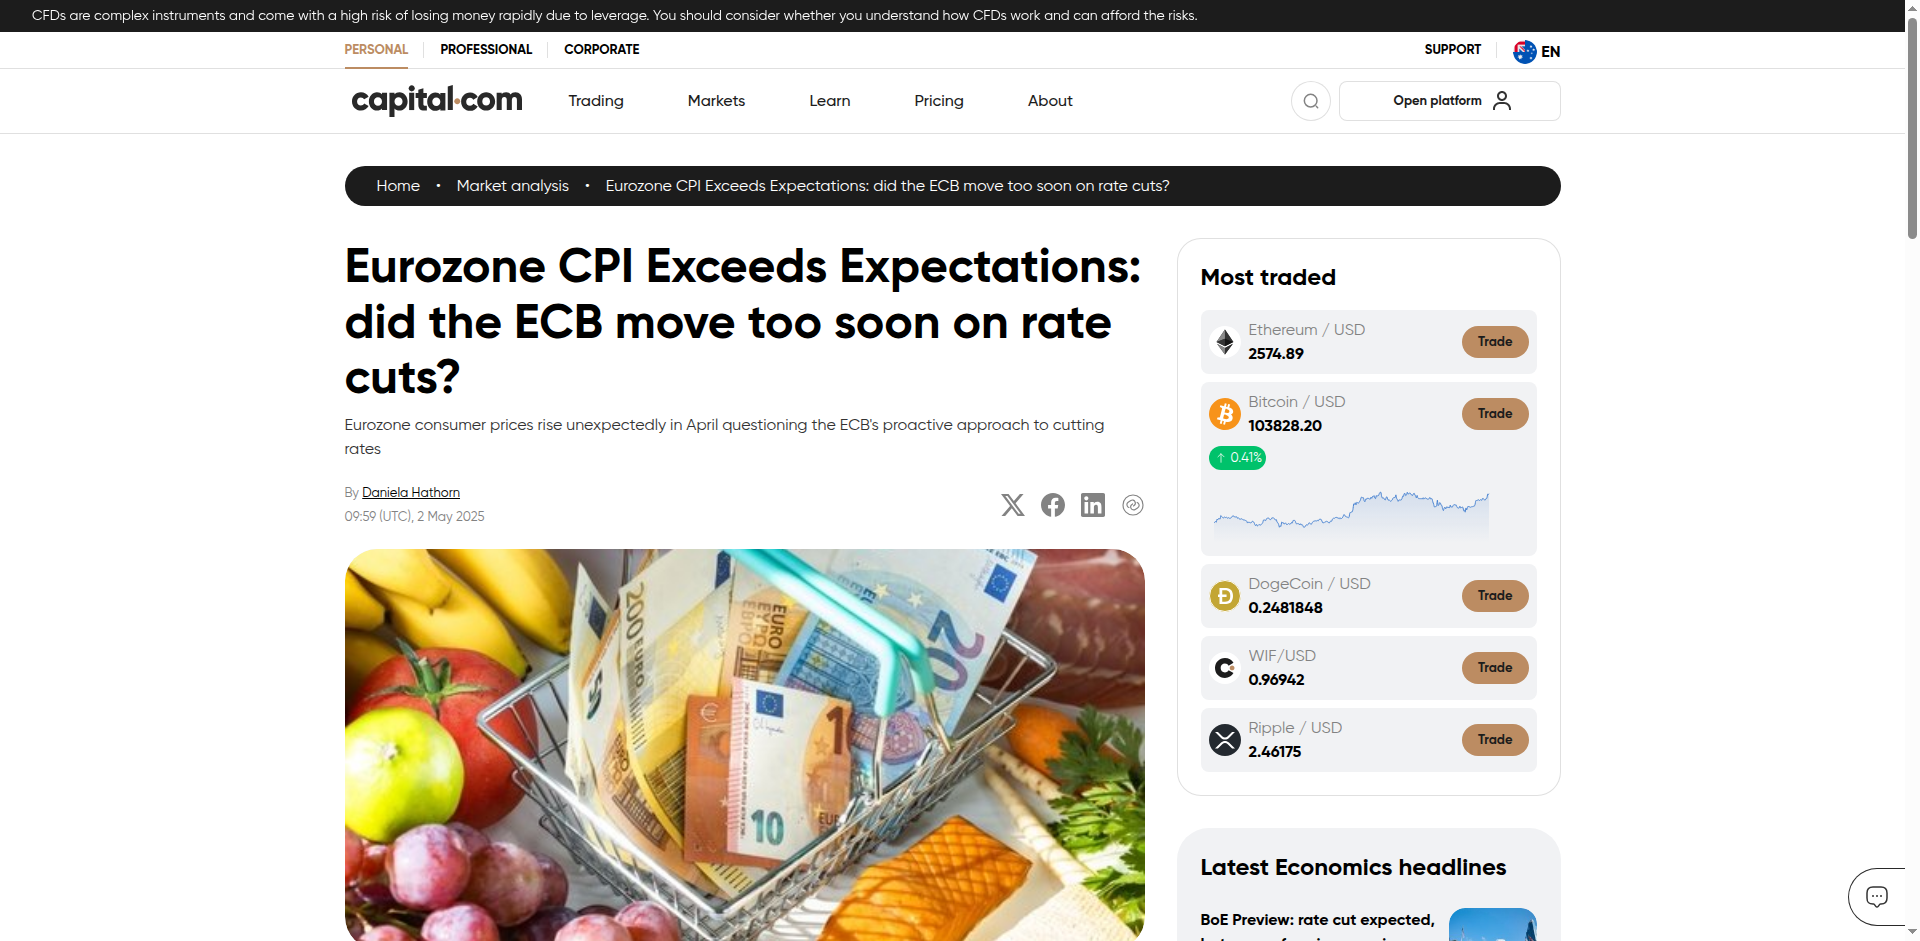 CFDs are complex instruments and come with a high risk of losing money rapidly due to leverage. You should consider whether you understand how CFDs work and can afford the risks.
PERSONAL
PROFESSIONAL
CORPORATE
SUPPORT
EN
capital.com
Trading
Markets
Learn
Pricing
About
Open platform
Home • Market analysis • Eurozone CPI Exceeds Expectations: did the ECB move too soon on rate cuts?
Eurozone CPI Exceeds Expectations:
did the ECB move too soon on rate
cuts?
Eurozone consumer prices rise unexpectedly in April questioning the ECB's proactive approach to cutting
rates
By Daniela Hathorn
09:59 (UTC), 2 May 2025
200 EURO
EURO
20
10
Most traded
Ethereum / USD
2574.89
Trade
Bitcoin / USD
103828.20
Trade
↑ 0.41%
DogeCoin / USD
0.2481848
Trade
WIF/USD
0.96942
Trade
Ripple / USD
2.46175
Trade
Latest Economics headlines
BoE Preview: rate cut expected,